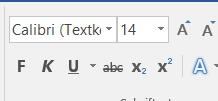 Calibri (Textk 14 A A
F K U abc x₂ x² A